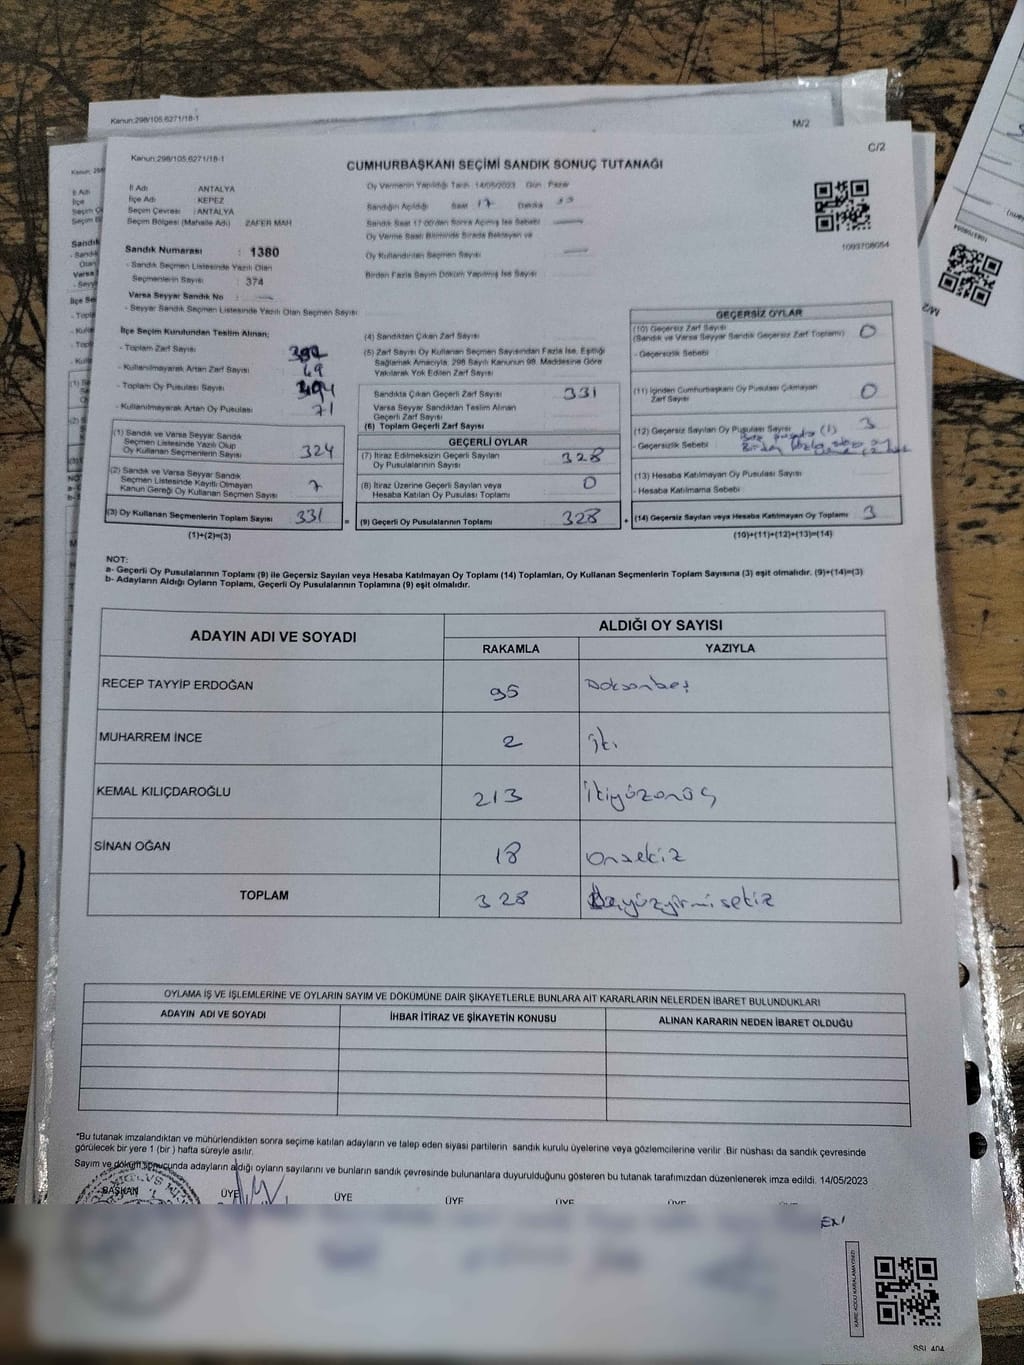 Kanun:298/105,6271/18-1
M/2
Kanun:298/105,6271/18-1
C/2
CUMHURBAŞKANI SEÇİMİ SANDIK SONUÇ TUTANAĞI
İl Adı : ANTALYA
İlçe Adı : KEPEZ
Seçim Çevresi : ANTALYA
Seçim Bölgesi (Mahalle Adı) ZAFER MAH
Oy Vermenin Yapıldığı Tarih 14/05/2023 Gün : Pazar
Sandığın Açıldığı Saat 17 Dakika
Sandık Saat 17:00'den Sonra Açılmış İse Sebebi
Oy Verme Saati Bitiminde Sırada Bekleyen ve
Oy Kullandırılan Seçmen Sayısı
Birden Fazla Sayım Döküm Yapılmış İse Sayısı
1093708054
Sandık Numarası : 1380
- Sandık Seçmen Listesinde Yazılı Olan
Seçmenlerin Sayısı : 374
Varsa Seyyar Sandık No :
- Seyyar Sandık Seçmen Listesinde Yazılı Olan Seçmen Sayısı
İlçe Seçim Kurulundan Teslim Alınan;
- Toplam Zarf Sayısı
- Kullanılmayarak Artan Zarf Sayısı 69
- Toplam Oy Pusulası Sayısı
- Kullanılmayarak Artan Oy Pusulası 71
(1) Sandık ve Varsa Seyyar Sandık
Seçmen Listesinde Yazılı Olup
Oy Kullanan Seçmenlerin Sayısı 324
(2) Sandık ve Varsa Seyyar Sandık
Seçmen Listesinde Kayıtlı Olmayan
Kanun Gereği Oy Kullanan Seçmen Sayısı 7
(3) Oy Kullanan Seçmenlerin Toplam Sayısı 331
(1)+(2)=(3)
(4) Sandıktan Çıkan Zarf Sayısı
(5) Zarf Sayısı Oy Kullanan Seçmen Sayısından Fazla İse, Eşitliği
Sağlamak Amacıyla, 298 Sayılı Kanunun 98. Maddesine Göre
Yakılarak Yok Edilen Zarf Sayısı
Sandıkta Çıkan Geçerli Zarf Sayısı 331
Varsa Seyyar Sandıktan Teslim Alınan
Geçerli Zarf Sayısı
(6) Toplam Geçerli Zarf Sayısı
GEÇERLİ OYLAR
(7) İtiraz Edilmeksizin Geçerli Sayılan
Oy Pusulalarının Sayısı 328
(8) İtiraz Üzerine Geçerli Sayılan veya
Hesaba Katılan Oy Pusulası Toplamı 0
(9) Geçerli Oy Pusulalarının Toplamı 328
GEÇERSİZ OYLAR
(10) Geçersiz Zarf Sayısı
(Sandık ve Varsa Seyyar Sandık Geçersiz Zarf Toplamı) 0
- Geçersizlik Sebebi
(11) İçinden Cumhurbaşkanı Oy Pusulası Çıkmayan
Zarf Sayısı 0
(12) Geçersiz Sayılan Oy Pusulası Sayısı 3
- Geçersizlik Sebebi
(13) Hesaba Katılmayan Oy Pusulası Sayısı
- Hesaba Katılmama Sebebi
(14) Geçersiz Sayılan veya Hesaba Katılmayan Oy Toplamı 3
(10)+(11)+(12)+(13)=(14)
NOT:
a- Geçerli Oy Pusulalarının Toplamı (9) ile Geçersiz Sayılan veya Hesaba Katılmayan Oy Toplamı (14) Toplamları, Oy Kullanan Seçmenlerin Toplam Sayısına (3) eşit olmalıdır. (9)+(14)=(3)
b- Adayların Aldığı Oyların Toplamı, Geçerli Oy Pusulalarının Toplamına (9) eşit olmalıdır.
ADAYIN ADI VE SOYADI
ALDIĞI OY SAYISI
RAKAMLA YAZIYLA
RECEP TAYYİP ERDOĞAN 95 Doksanbeş
MUHARREM İNCE 2 İki
KEMAL KILIÇDAROĞLU 213 İkiyüzonüç
SİNAN OĞAN 18 Onsekiz
TOPLAM 328 üçyüzyirmisekiz
OYLAMA İŞ VE İŞLEMLERİNE VE OYLARIN SAYIM VE DÖKÜMÜNE DAİR ŞİKAYETLERLE BUNLARA AİT KARARLARIN NELERDEN İBARET BULUNDUKLARI
ADAYIN ADI VE SOYADI İHBAR İTİRAZ VE ŞİKAYETİN KONUSU ALINAN KARARIN NEDEN İBARET OLDUĞU
*Bu tutanak imzalandıktan ve mühürlendikten sonra seçime katılan adayların ve talep eden siyasi partilerin sandık kurulu üyelerine veya gözlemcilerine verilir. Bir nüshası da sandık çevresinde
görülecek bir yere 1 (bir) hafta süreyle asılır.
Sayım ve döküm sonucunda adayların aldığı oyların sayılarını ve bunların sandık çevresinde bulunanlara duyurulduğunu gösteren bu tutanak tarafımızdan düzenlenerek imza edildi. 14/05/2023
BAŞKAN ÜYE ÜYE ÜYE ÜYE ÜYE